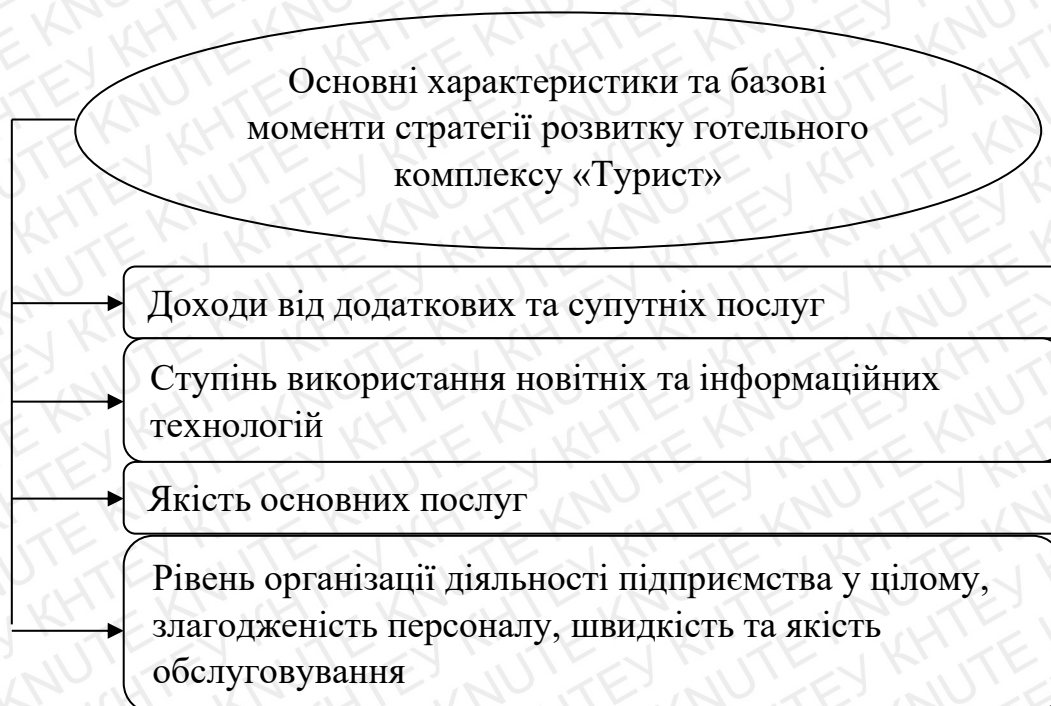 Основні характеристики та базові
моменти стратегії розвитку готельного
комплексу «Турист»
Доходи від додаткових та супутніх послуг
Ступінь використання новітніх та інформаційних
технологій
Якість основних послуг
Рівень організації діяльності підприємства у цілому,
злагодженість персоналу, швидкість та якість
обслуговування